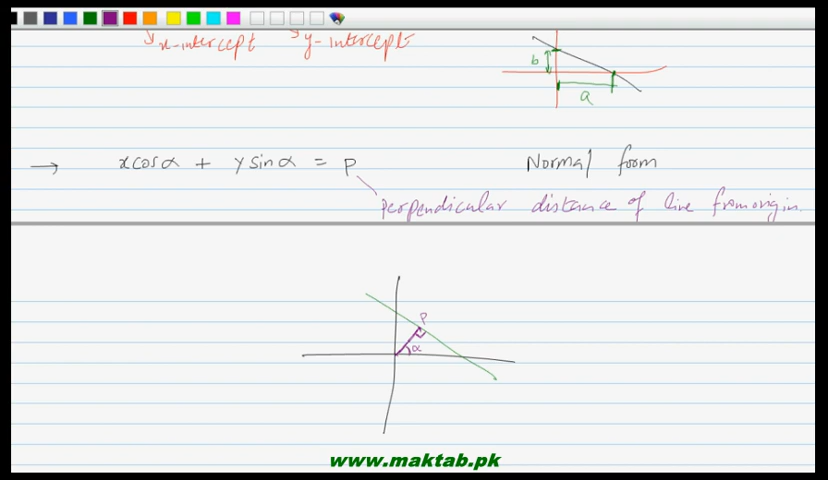 x-intercept y-intercept
b
a
→ x cos α + y sin α = P Normal form
perpendicular distance of line from origin.
P
α
www.maktab.pk